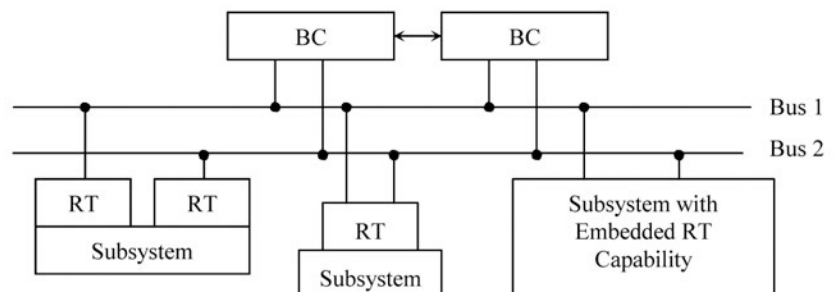 BC
BC
Bus 1
Bus 2
RT
RT
Subsystem
RT
Subsystem
Subsystem with
Embedded RT
Capability